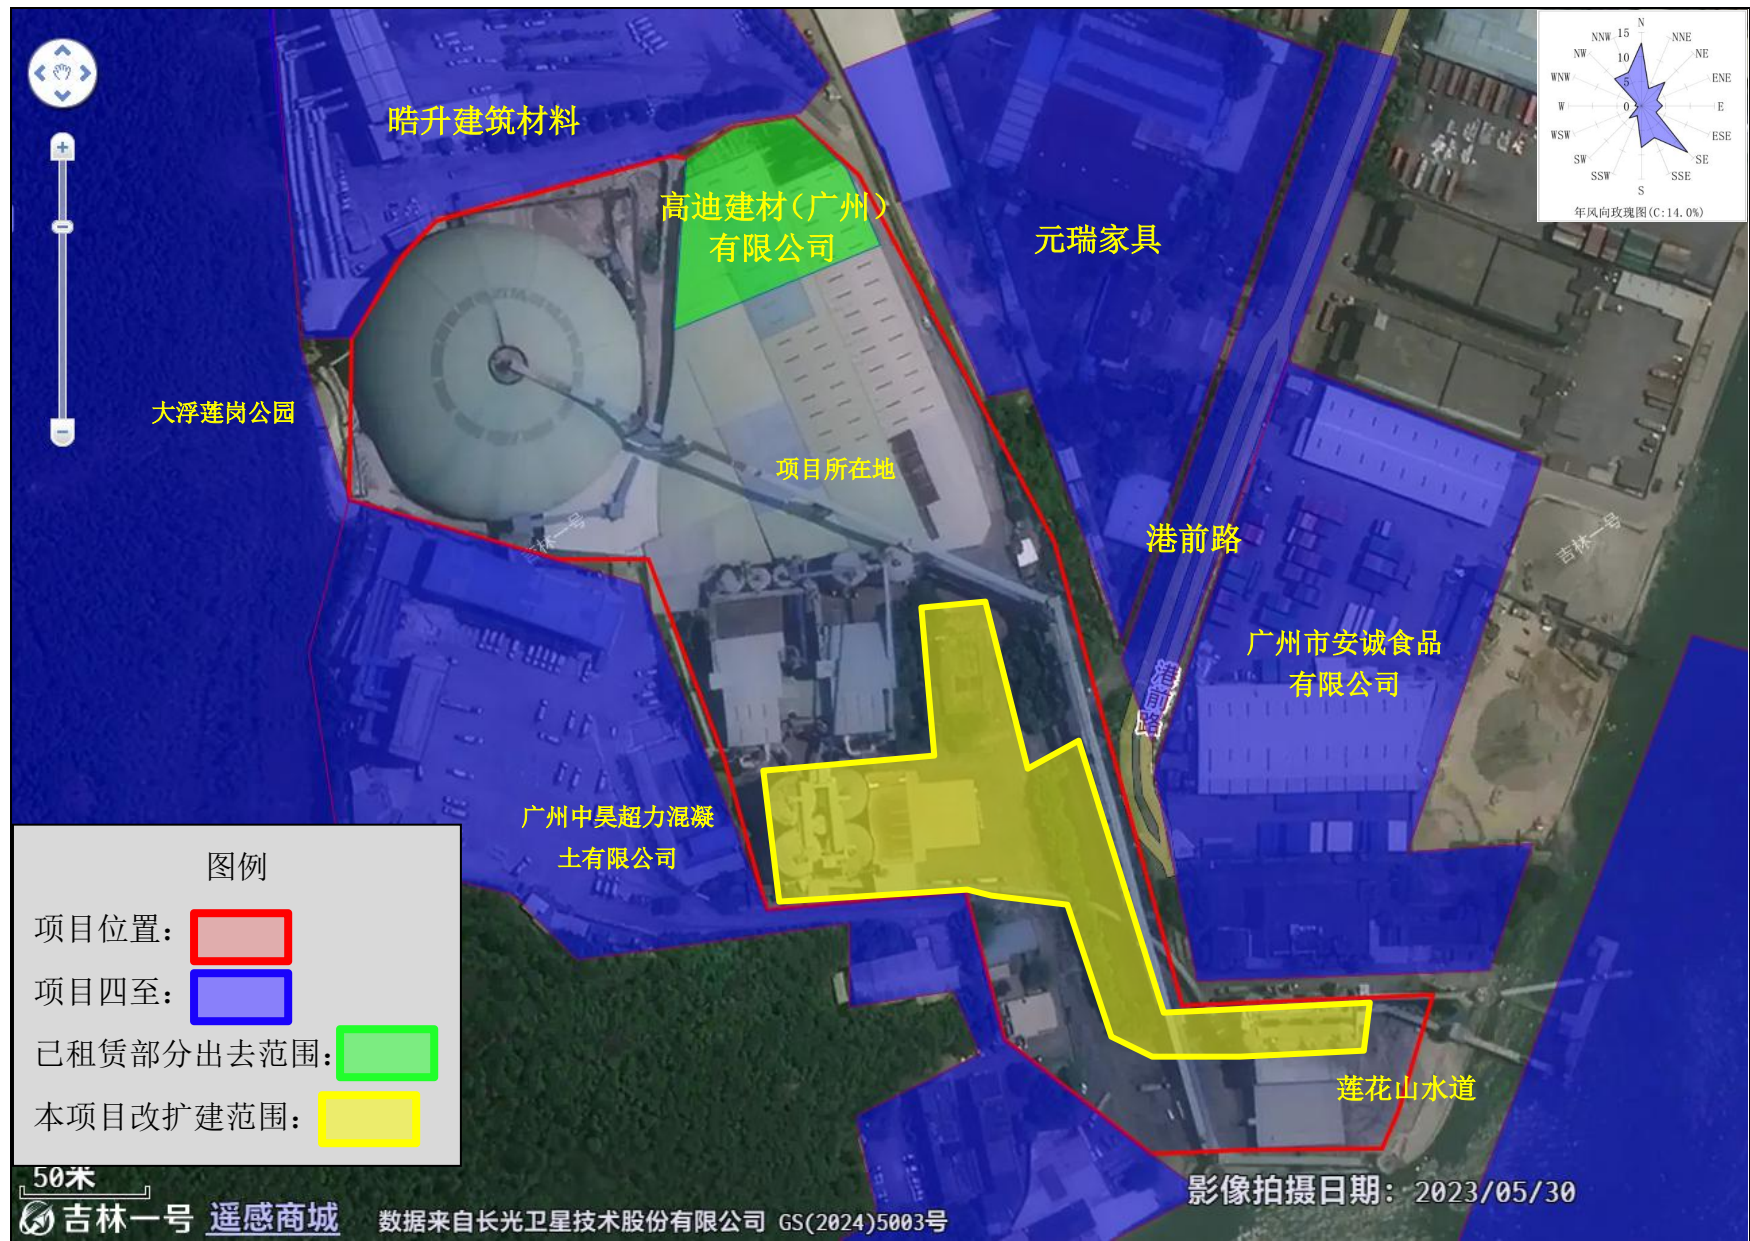 N
NNE
NE
ENE
E
ESE
SE
SSE
S
SSW
SW
WSW
W
WNW
NW
NNW
15
10
5
0
年风向玫瑰图(C:14.0%)
晧升建筑材料
高迪建材（广州）
有限公司
元瑞家具
大浮莲岗公园
项目所在地
吉林一号
吉林一号
港前路
广州市安诚食品
有限公司
港前路
广州中昊超力混凝
土有限公司
莲花山水道
图例
项目位置：
项目四至：
已租赁部分出去范围：
本项目改扩建范围：
50米
吉林一号 遥感商城 数据来自长光卫星技术股份有限公司 GS(2024)5003号
影像拍摄日期: 2023/05/30